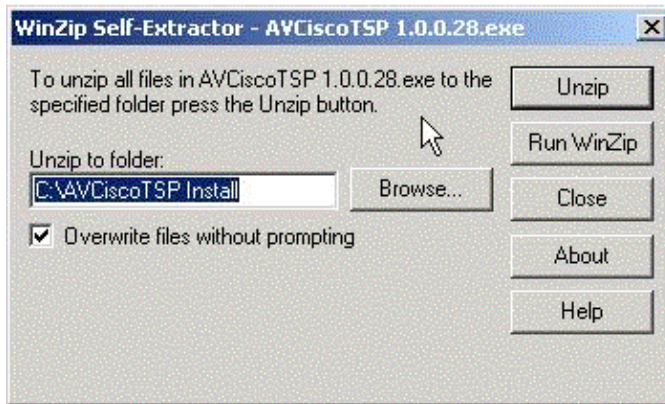 WinZip Self-Extractor - AVCiscoTSP 1.0.0.28.exe
To unzip all files in AVCiscoTSP 1.0.0.28.exe to the
specified folder press the Unzip button.
Unzip to folder:
C:\AVCiscoTSP Install
Browse...
Overwrite files without prompting
Unzip
Run WinZip
Close
About
Help